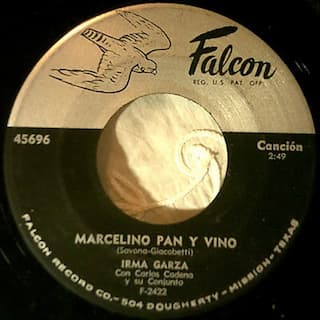 Falcon
REG. U.S. PAT. OFF.
45696
Canción
2:49
MARCELINO PAN Y VINO
(Savona-Giacobetti)
IRMA GARZA
Con Carlos Cadena
y su Conjunto
F-2422
FALCON RECORD CO.-504 DOUGHERTY-MISSION-TEXAS